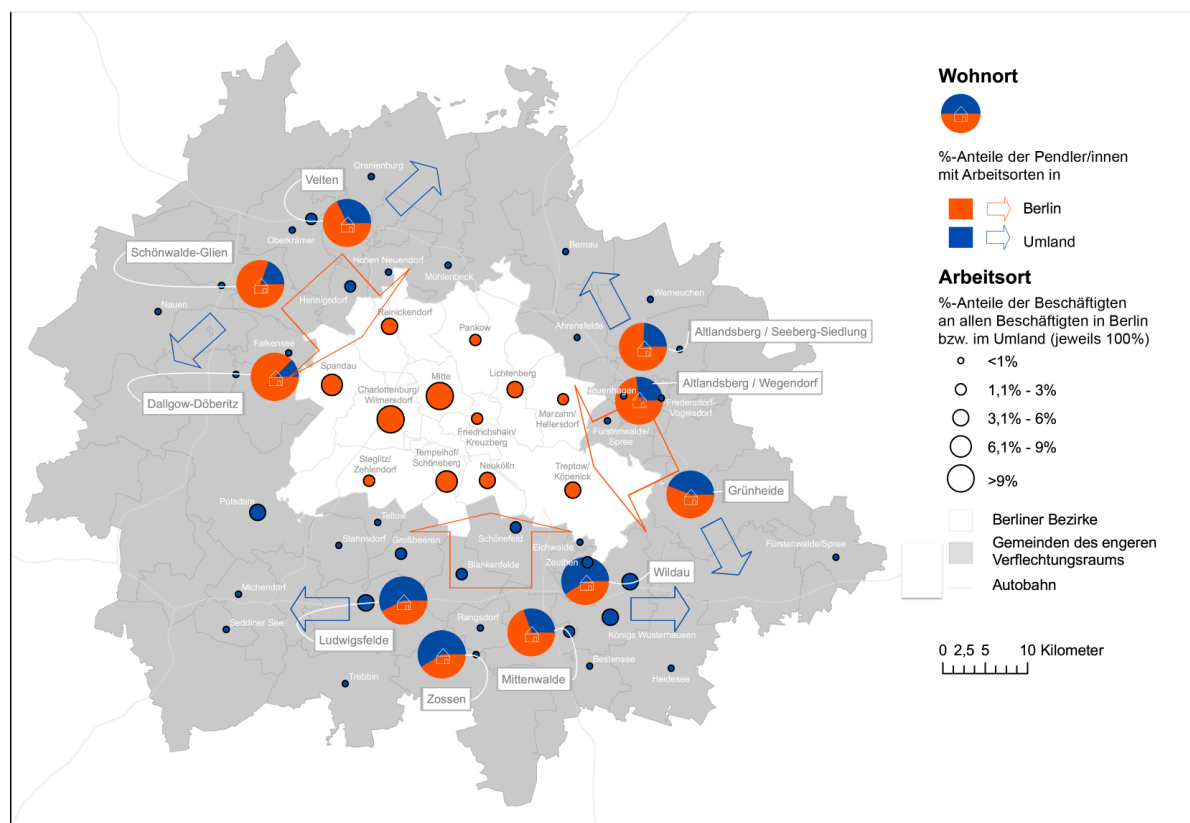 Oranienburg
Velten
Oberkrämer
Schönwalde-Glien
Hohen Neuendorf
Mühlenbeck
Hennigsdorf
Nauen
Bernau
Werneuchen
Reinickendorf
Pankow
Ahrensfelde
Altlandsberg / Seeberg-Siedlung
Falkensee
Spandau
Dallgow-Döberitz
Charlottenburg/
Wilmersdorf
Mitte
Lichtenberg
Marzahn/
Hellersdorf
Neuenhagen
Altlandsberg / Wegendorf
Fredersdorf-
Vogelsdorf
Fürstenwalde/
Spree
Friedrichshain/
Kreuzberg
Steglitz/
Zehlendorf
Tempelhof/
Schöneberg
Neukölln
Treptow/
Köpenick
Grünheide
Potsdam
Teltow
Stahnsdorf
Großbeeren
Schönefeld
Eichwalde
Zeuthen
Fürstenwalde/Spree
Blankenfelde
Wildau
Michendorf
Seddiner See
Ludwigsfelde
Rangsdorf
Königs Wusterhausen
Mittenwalde
Bestensee
Heidesee
Trebbin
Zossen
Wohnort
%-Anteile der Pendler/innen
mit Arbeitsorten in
Berlin
Umland
Arbeitsort
%-Anteile der Beschäftigten
an allen Beschäftigten in Berlin
bzw. im Umland (jeweils 100%)
<1%
1,1% - 3%
3,1% - 6%
6,1% - 9%
>9%
Berliner Bezirke
Gemeinden des engeren
Verflechtungsraums
Autobahn
0 2,5 5 10 Kilometer